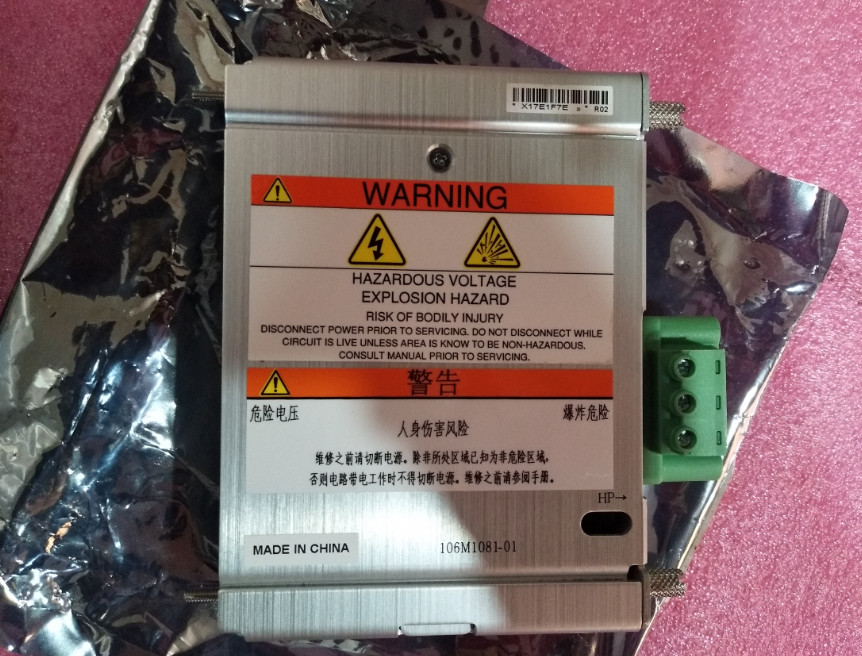 * X17E1F7E x * R02
WARNING
HAZARDOUS VOLTAGE
EXPLOSION HAZARD
RISK OF BODILY INJURY
DISCONNECT POWER PRIOR TO SERVICING. DO NOT DISCONNECT WHILE
CIRCUIT IS LIVE UNLESS AREA IS KNOW TO BE NON-HAZARDOUS.
CONSULT MANUAL PRIOR TO SERVICING.
警告
危险电压 爆炸危险
人身伤害风险
维修之前请切断电源。除非所处区域已知为非危险区域,
否则电路带电工作时不得切断电源。维修之前请参阅手册。
HP→
MADE IN CHINA 106M1081-01